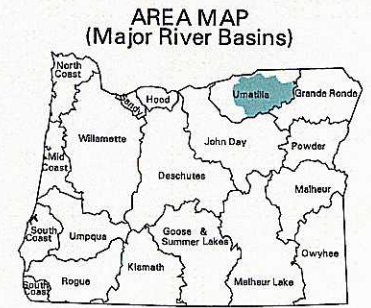 AREA MAP
(Major River Basins)
North
Coast
Sandy
Hood
Umatilla
Grande Ronde
Willamette
John Day
Powder
Mid
Coast
Deschutes
Malheur
South
Coast
Umpqua
Goose &
Summer Lakes
Owyhee
South
Coast
Rogue
Klamath
Malheur Lake